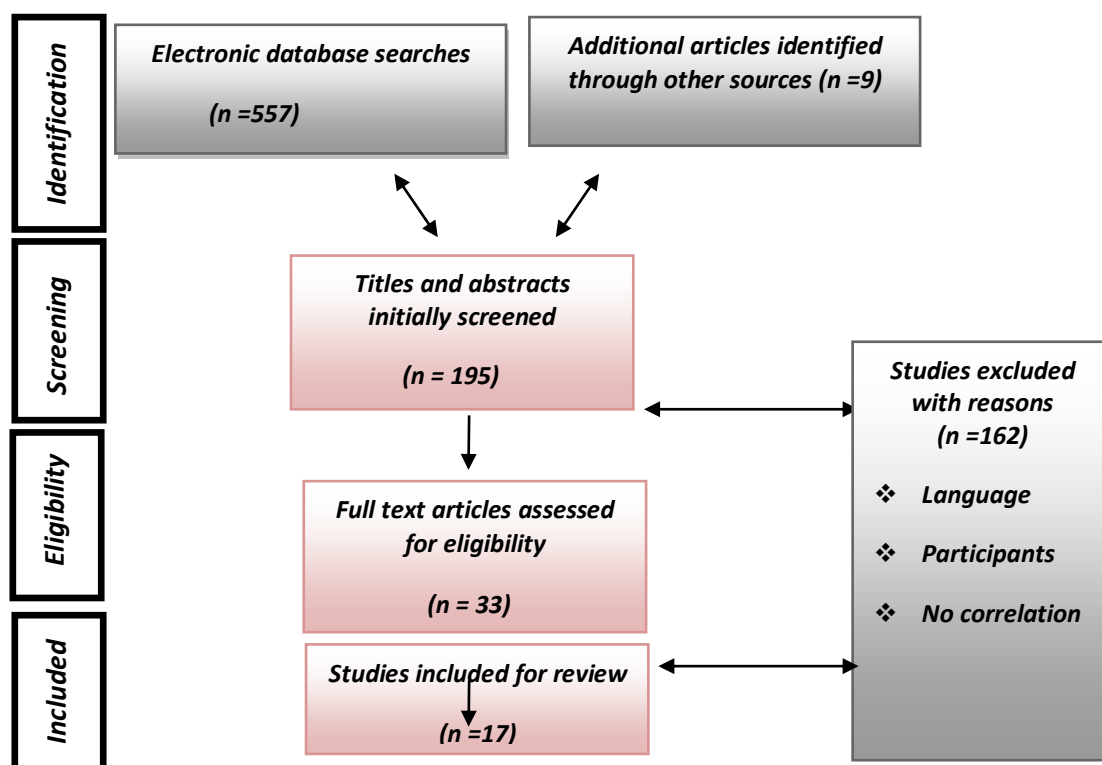 Identification
Electronic database searches
(n =557)
Additional articles identified
through other sources (n =9)
Screening
Titles and abstracts
initially screened
(n = 195)
Studies excluded
with reasons
(n =162)
❖ Language
❖ Participants
❖ No correlation
Eligibility
Full text articles assessed
for eligibility
(n = 33)
Included
Studies included for review
(n =17)